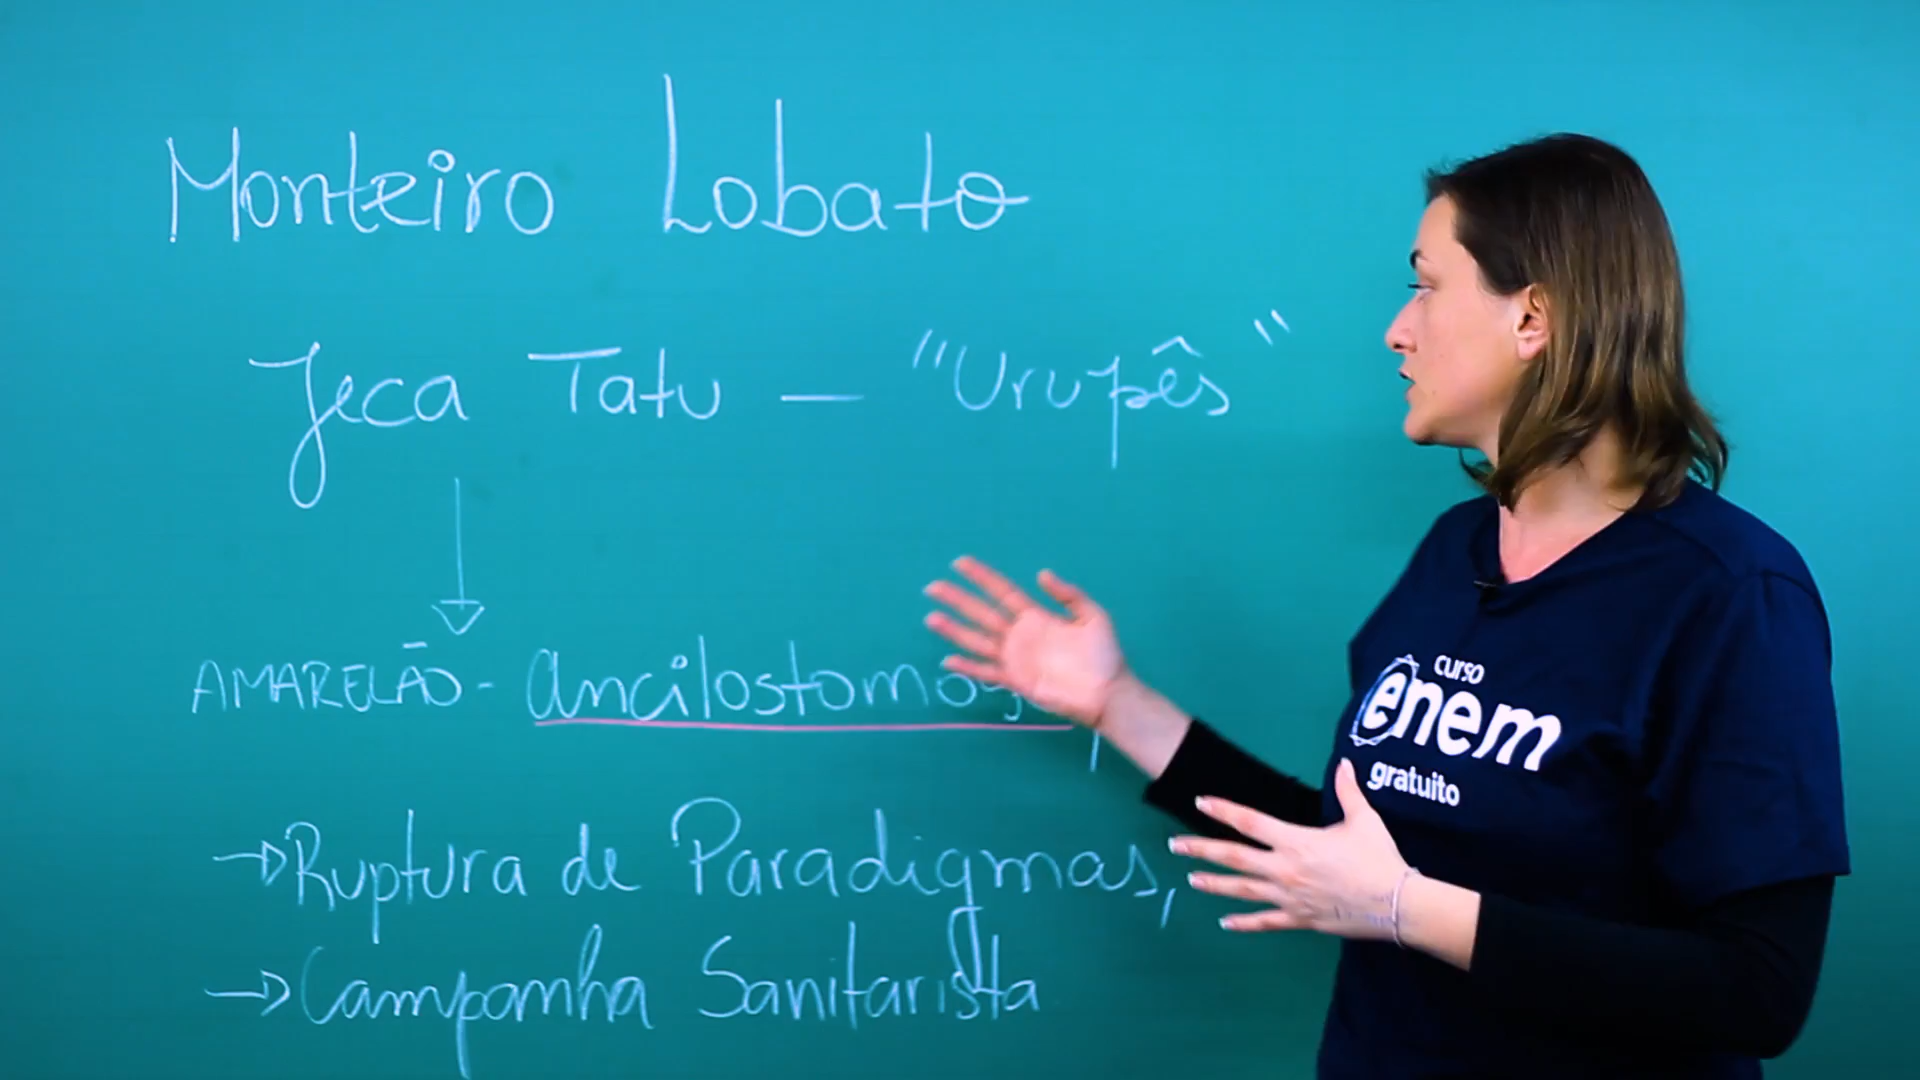 Monteiro Lobato
Jeca Tatu — "Urupês"
AMARELÃO - 
→ Ruptura de Paradigmas,
→ Campanha Sanitarista
curso
enem
gratuito